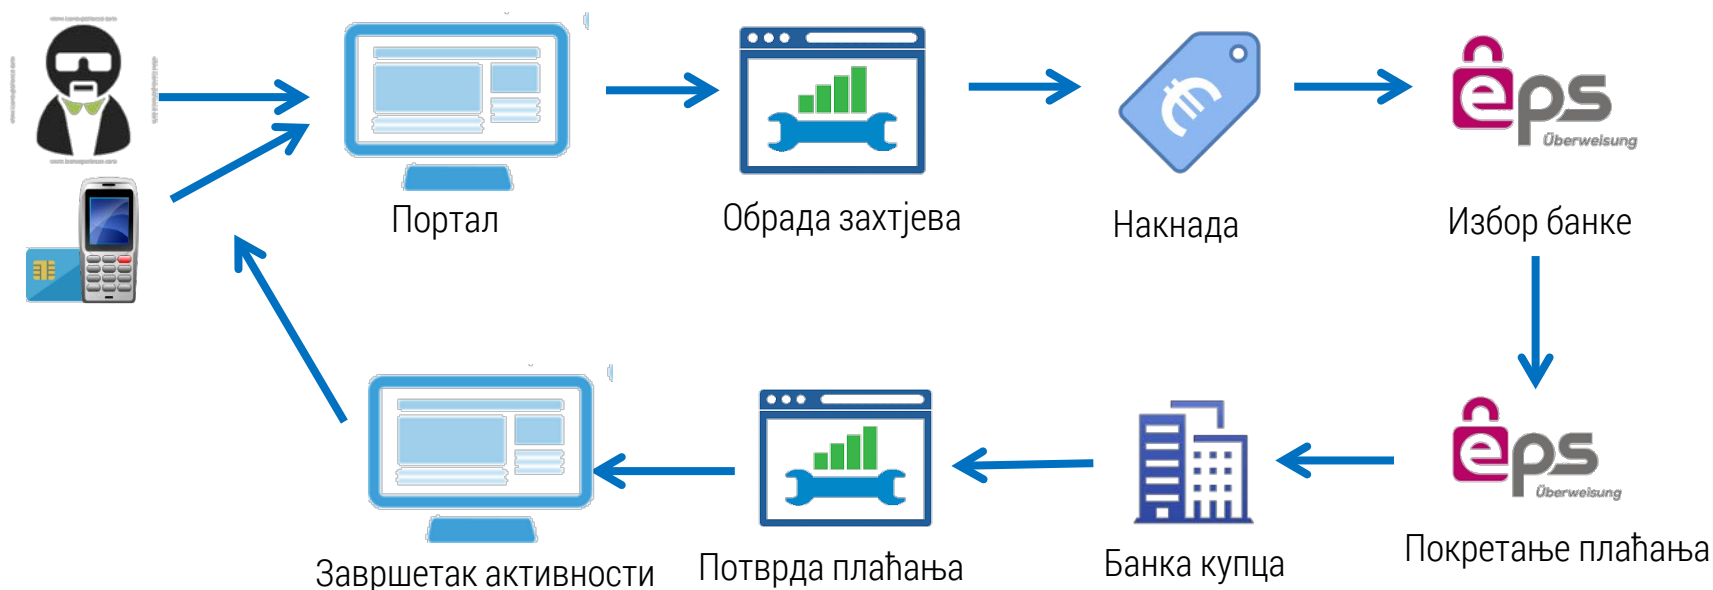 Портал
Обрада захтјева
Накнада
eps
Überweisung
Избор банке
eps
Überweisung
Покретање плаћања
Банка купца
Потврда плаћања
Завршетак активности